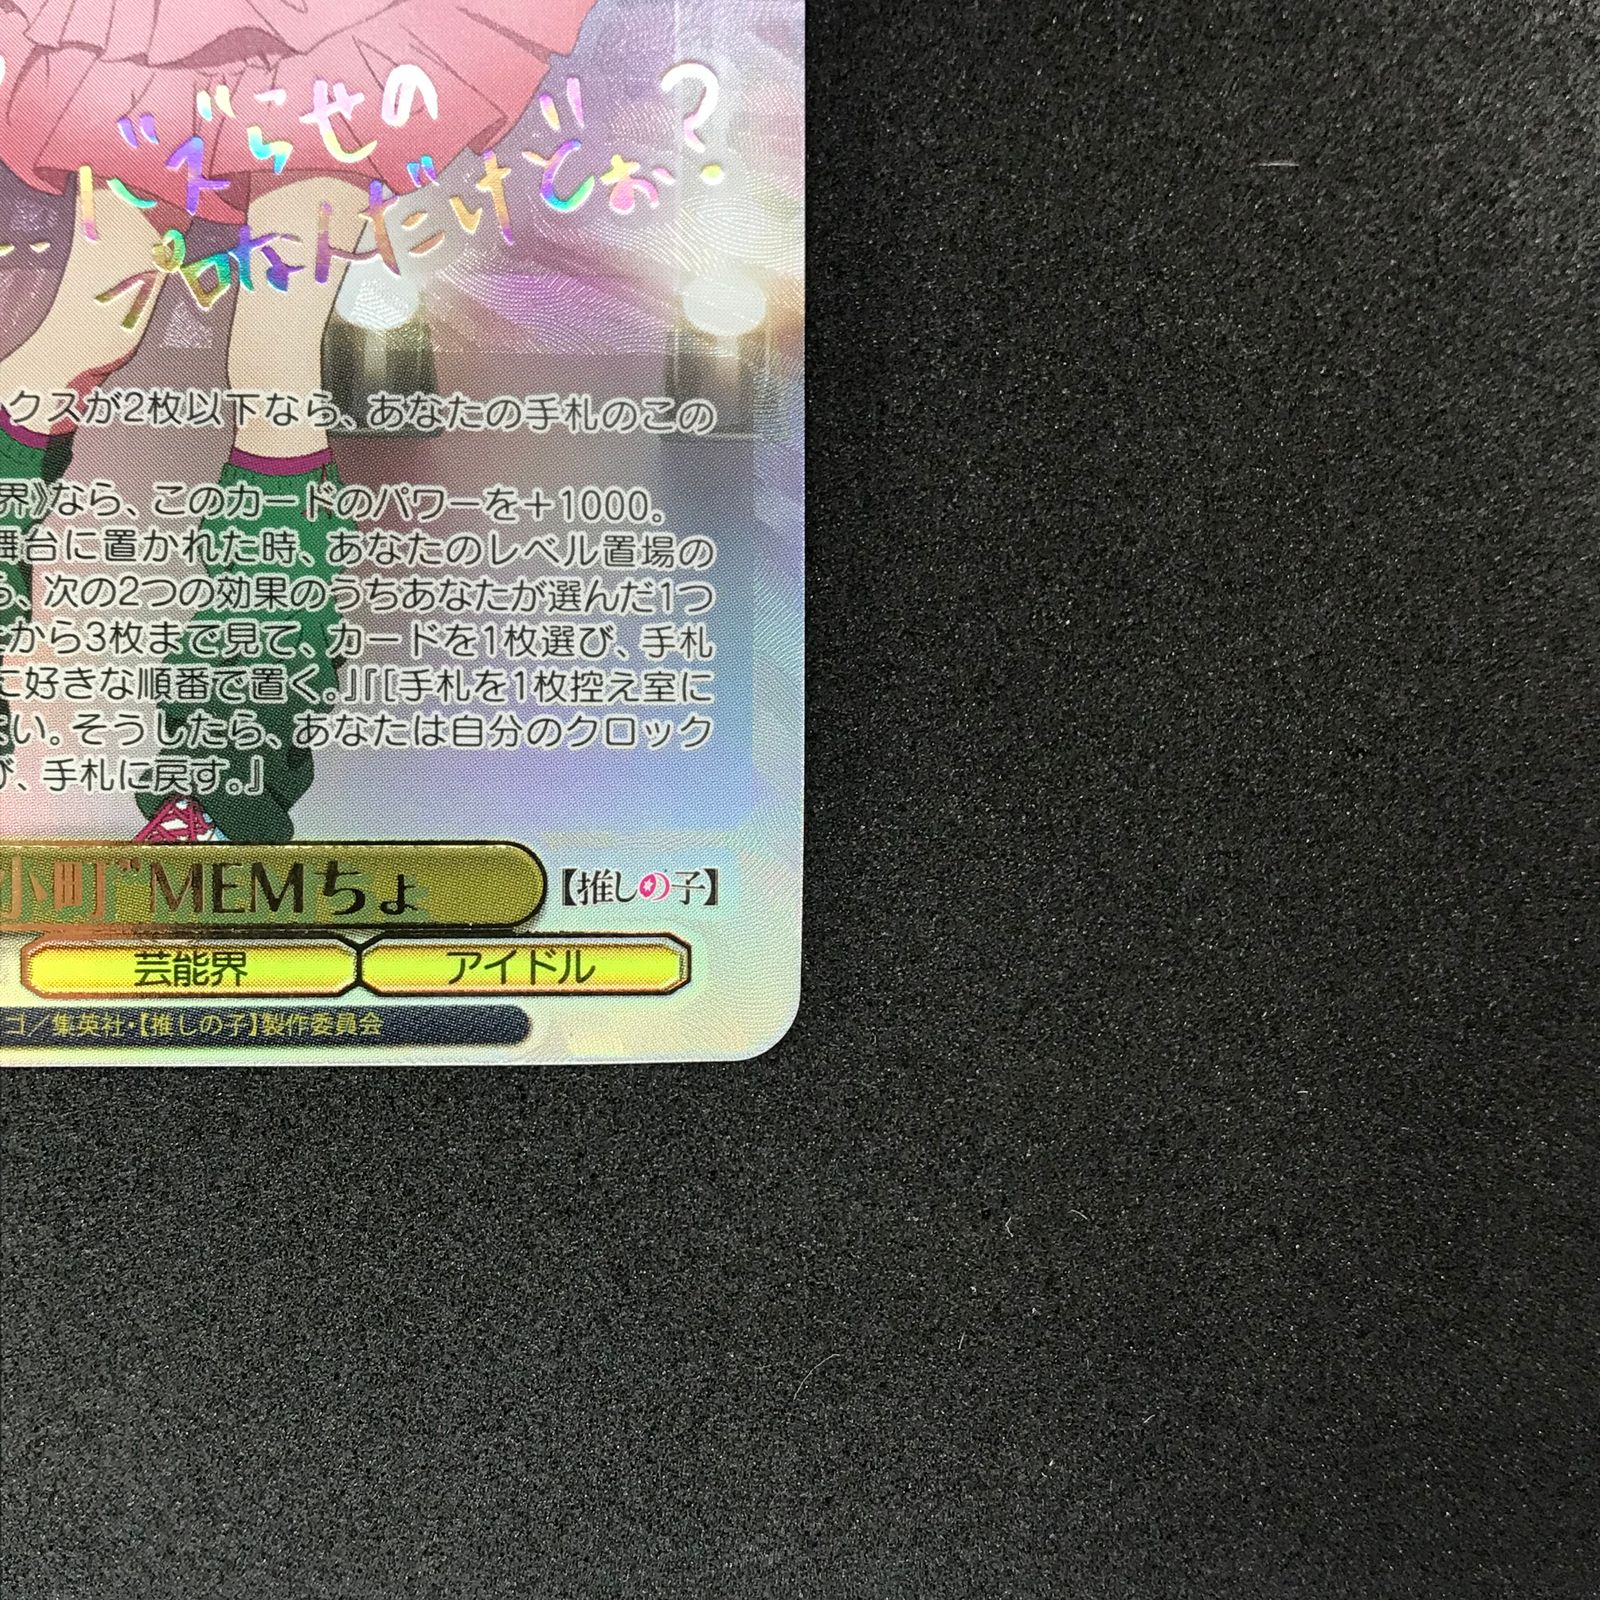 バズらせの
プロなんだけどぉ?
クスが2枚以下なら、あなたの手札のこの
界》なら、このカードのパワーを+1000。
舞台に置かれた時、あなたのレベル置場の
ら、次の2つの効果のうちあなたが選んだ1つ
から3枚まで見て、カードを1枚選び、手札
に好きな順番で置く。』『[手札を1枚控え室に
い。そうしたら、あなたは自分のクロック
び、手札に戻す。』
小町”MEMちょ
【推しの子】
芸能界 アイドル
ゴ/集英社・【推しの子】製作委員会